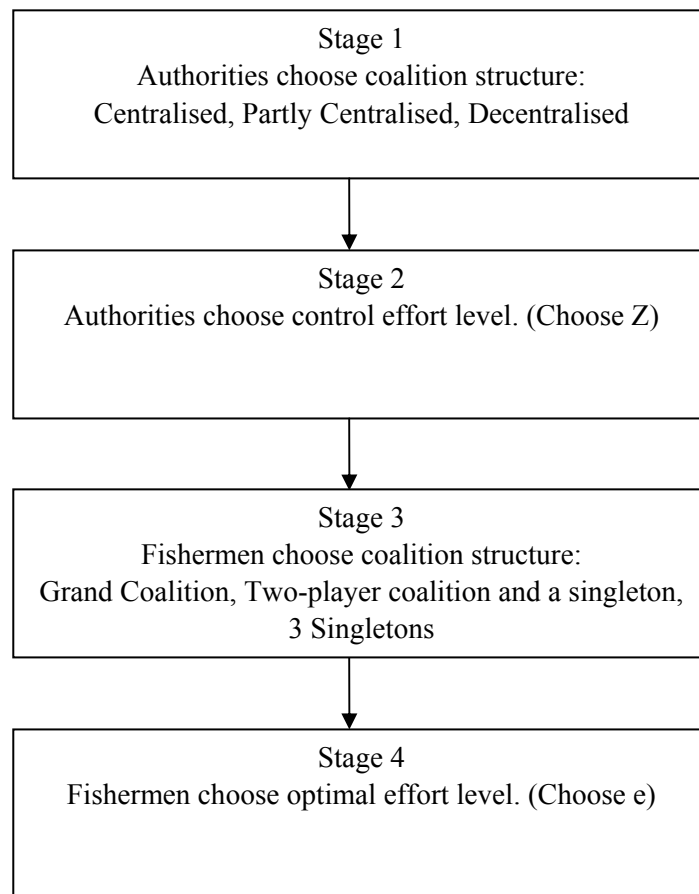 Stage 1
Authorities choose coalition structure:
Centralised, Partly Centralised, Decentralised
Stage 2
Authorities choose control effort level. (Choose Z)
Stage 3
Fishermen choose coalition structure:
Grand Coalition, Two-player coalition and a singleton,
3 Singletons
Stage 4
Fishermen choose optimal effort level. (Choose e)